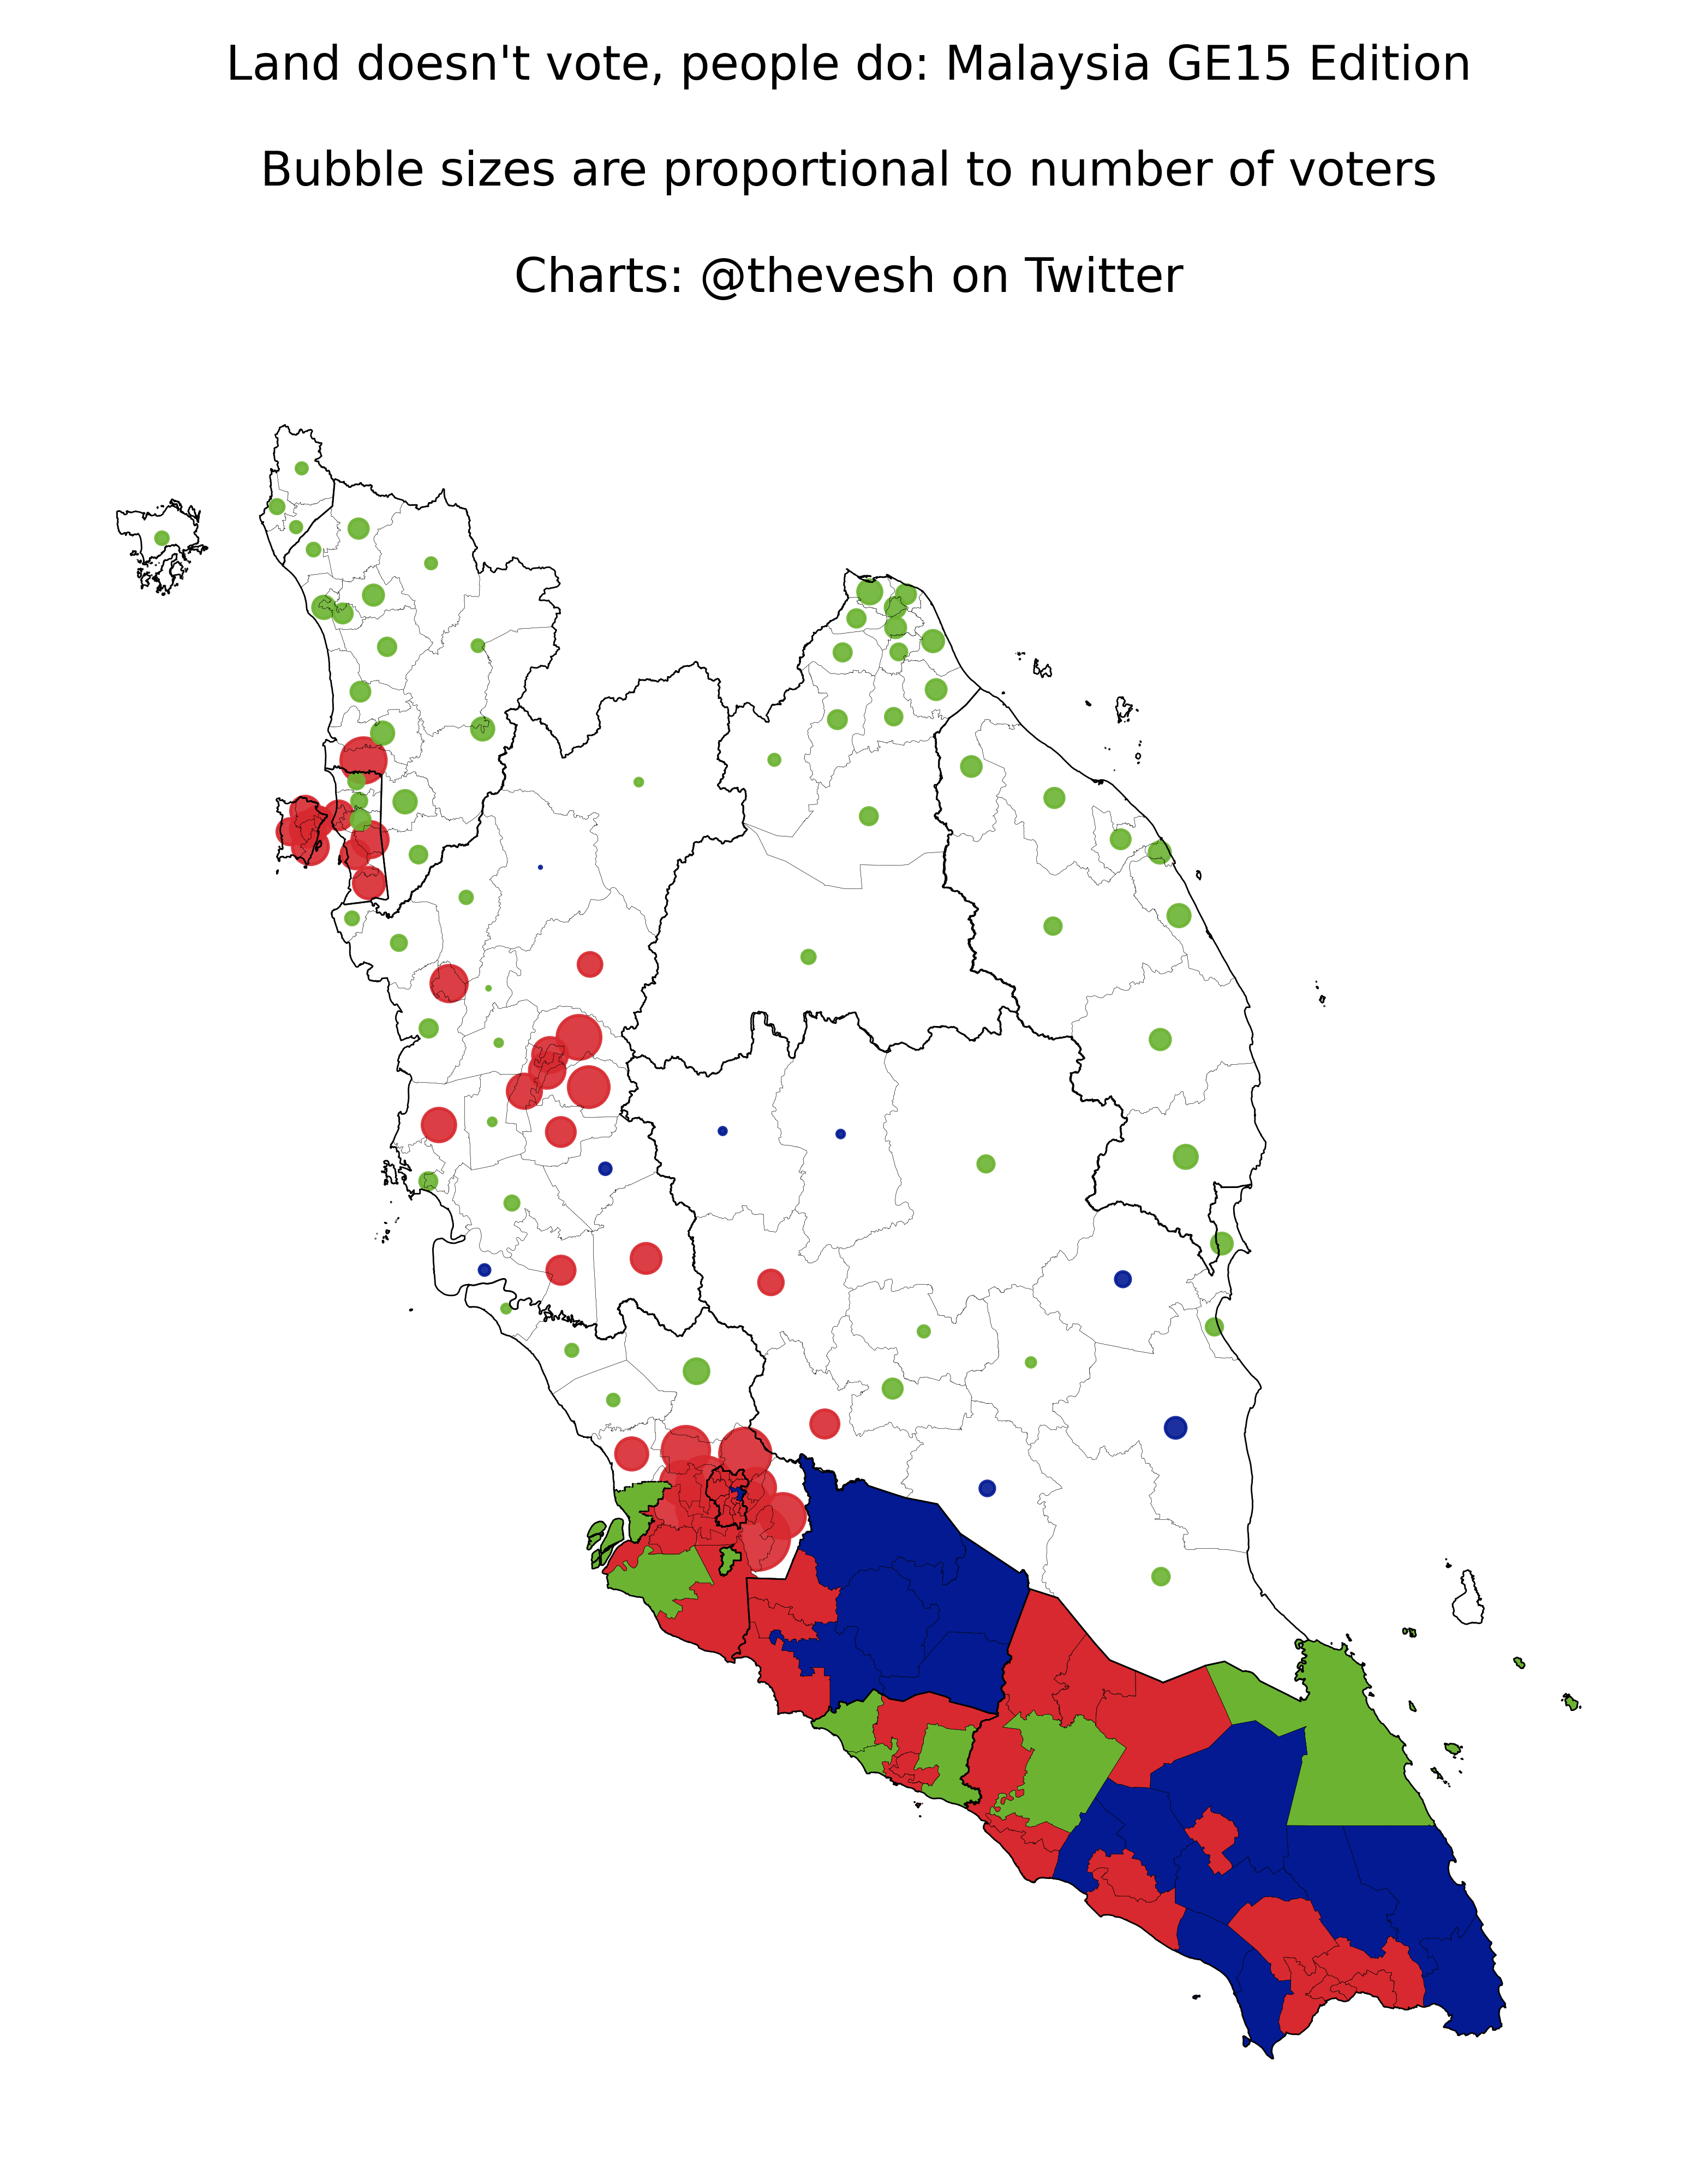 Land doesn't vote, people do: Malaysia GE15 Edition
Bubble sizes are proportional to number of voters
Charts: @thevesh on Twitter